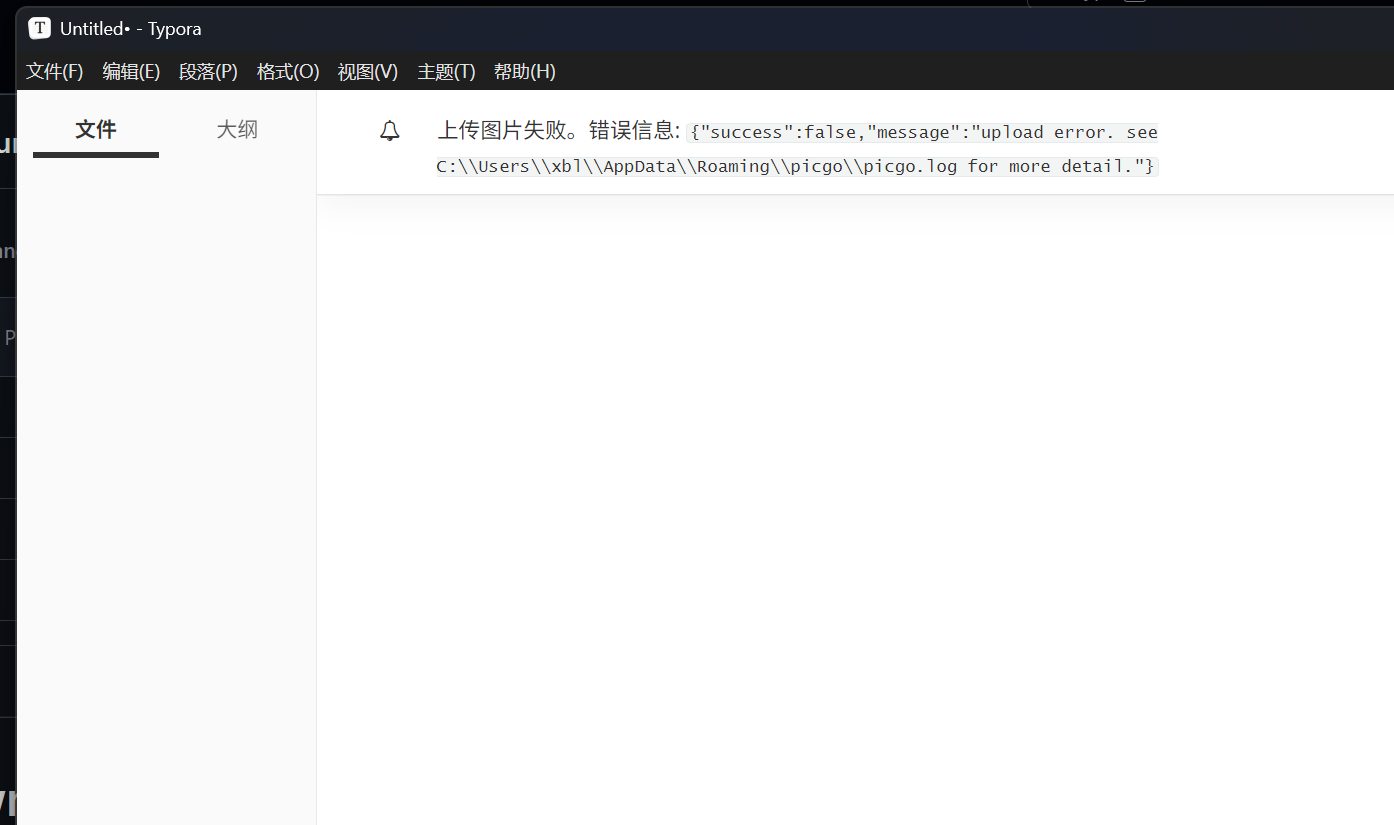 Untitled• - Typora
文件(F) 编辑(E) 段落(P) 格式(O) 视图(V) 主题(T) 帮助(H)
文件 大纲
上传图片失败。错误信息: {"success":false,"message":"upload error. see
C:\\Users\\xbl\\AppData\\Roaming\\picgo\\picgo.log for more detail."}
P